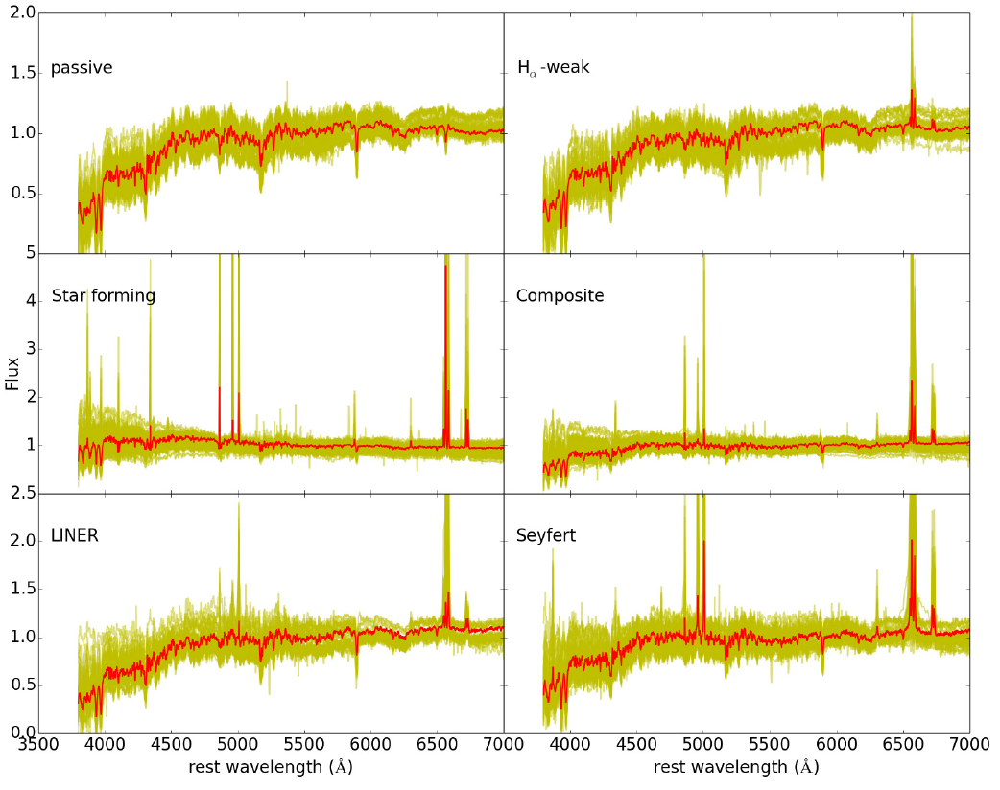 2.0
passive
Hα-weak
1.5
1.0
0.5
5
Star forming
Composite
4
3
Flux
2
1
2.5
LINER
Seyfert
2.0
1.5
1.0
0.5
0.0
3500 4000 4500 5000 5500 6000 6500 7000 4000 4500 5000 5500 6000 6500 7000
rest wavelength (Å) rest wavelength (Å)